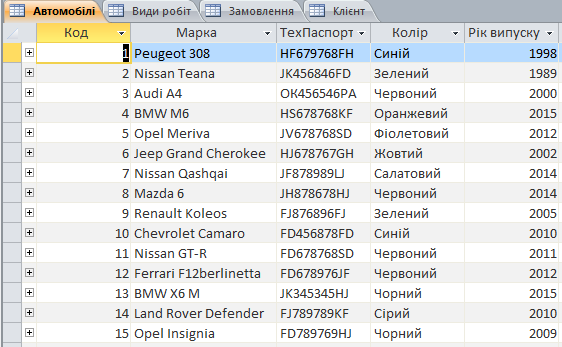 Автомобілі Види робіт Замовлення Клієнт
Код Марка ТехПаспорт Колір Рік випуску
1 Peugeot 308 HF679768FH Синій 1998
2 Nissan Teana JK456846FD Зелений 1989
3 Audi A4 OK456546PA Червоний 2000
4 BMW M6 HS678768KF Оранжевий 2015
5 Opel Meriva JV678768SD Фіолетовий 2012
6 Jeep Grand Cherokee HJ678767GH Жовтий 2002
7 Nissan Qashqai JF878989LJ Салатовий 2014
8 Mazda 6 JH878678HJ Червоний 2014
9 Renault Koleos FJ876896FJ Зелений 2005
10 Chevrolet Camaro FD456878FD Синій 2010
11 Nissan GT-R FD678768SD Червоний 2011
12 Ferrari F12berlinetta FD678976JF Червоний 2012
13 BMW X6 M JK345345HJ Чорний 2015
14 Land Rover Defender FJ789789KF Сірий 2010
15 Opel Insignia FD789769HJ Чорний 2009